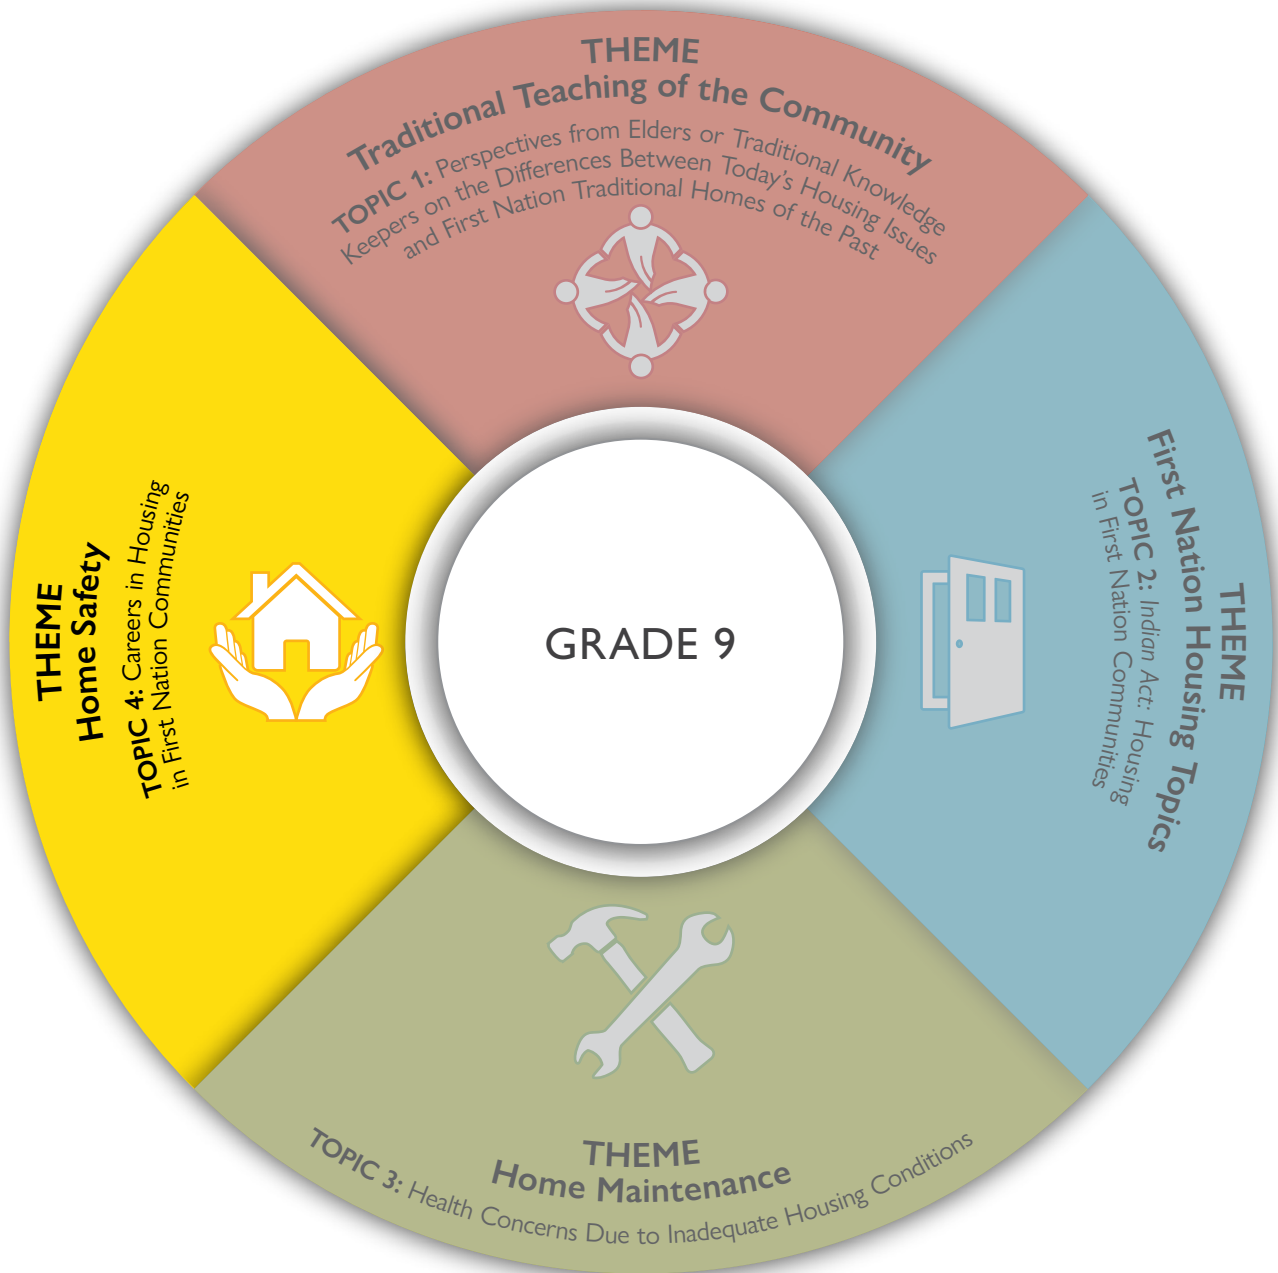 THEME
Traditional Teaching of the Community
TOPIC 1: Perspectives from Elders or Traditional Knowledge
Keepers on the Differences Between Today's Housing Issues
and First Nation Traditional Homes of the Past
THEME
First Nation Housing Topics
TOPIC 2: Indian Act: Housing
in First Nation Communities
THEME
Home Maintenance
TOPIC 3: Health Concerns Due to Inadequate Housing Conditions
THEME
Home Safety
TOPIC 4: Careers in Housing
in First Nation Communities
GRADE 9